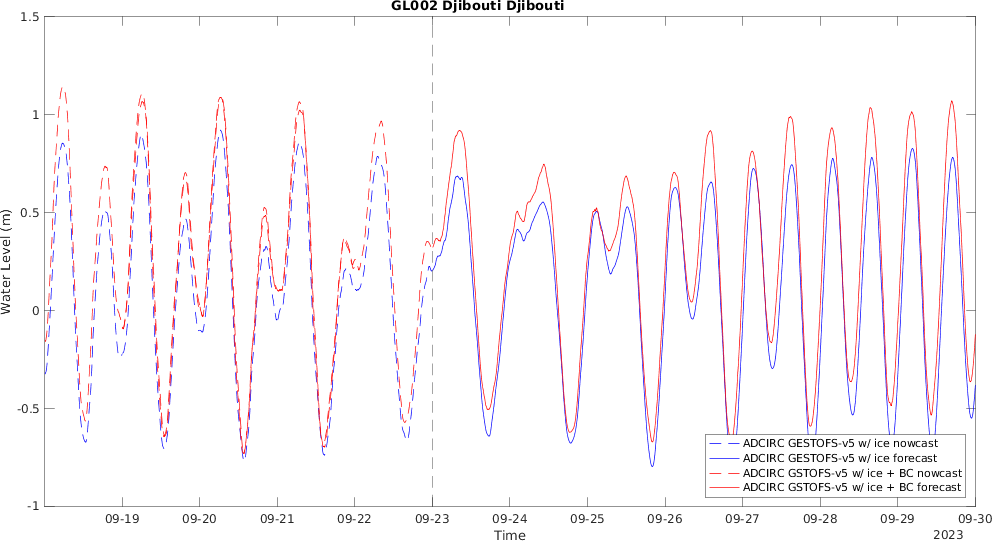 GL002 Djibouti Djibouti
Water Level (m)
1.5
1
0.5
0
-0.5
-1
ADCIRC GESTOFS-v5 w/ ice nowcast
ADCIRC GESTOFS-v5 w/ ice forecast
ADCIRC GSTOFS-v5 w/ ice + BC nowcast
ADCIRC GSTOFS-v5 w/ ice + BC forecast
09-19 09-20 09-21 09-22 09-23 09-24 09-25 09-26 09-27 09-28 09-29 09-30
Time
2023